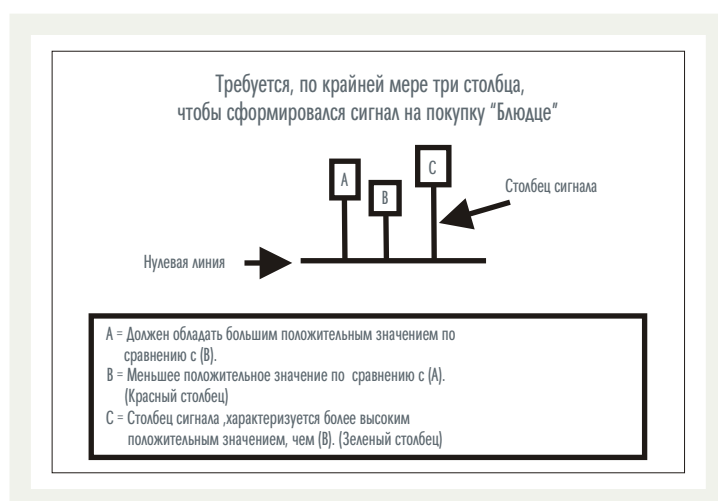 Требуется, по крайней мере три столбца,
чтобы сформировался сигнал на покупку “Блюдце”
A
B
C
Столбец сигнала
Нулевая линия
A = Должен обладать большим положительным значением по
сравнению с (B).
B = Меньшее положительное значение по сравнению с (A).
(Красный столбец)
C = Столбец сигнала ,характеризуется более высоким
положительным значением, чем (B). (Зеленый столбец)